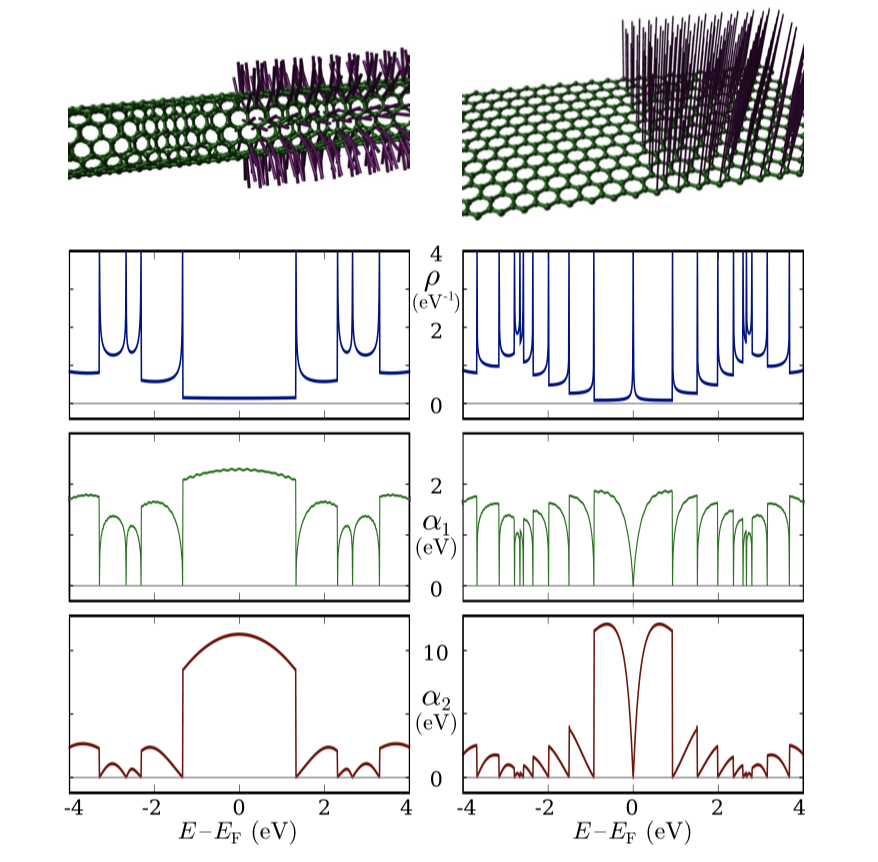 4
ρ
(eV⁻¹)
2
0
2
α₁
(eV)
0
10
α₂
(eV)
0
-4 -2 0 2 4 -4 -2 0 2 4
E–E_F (eV) E–E_F (eV)